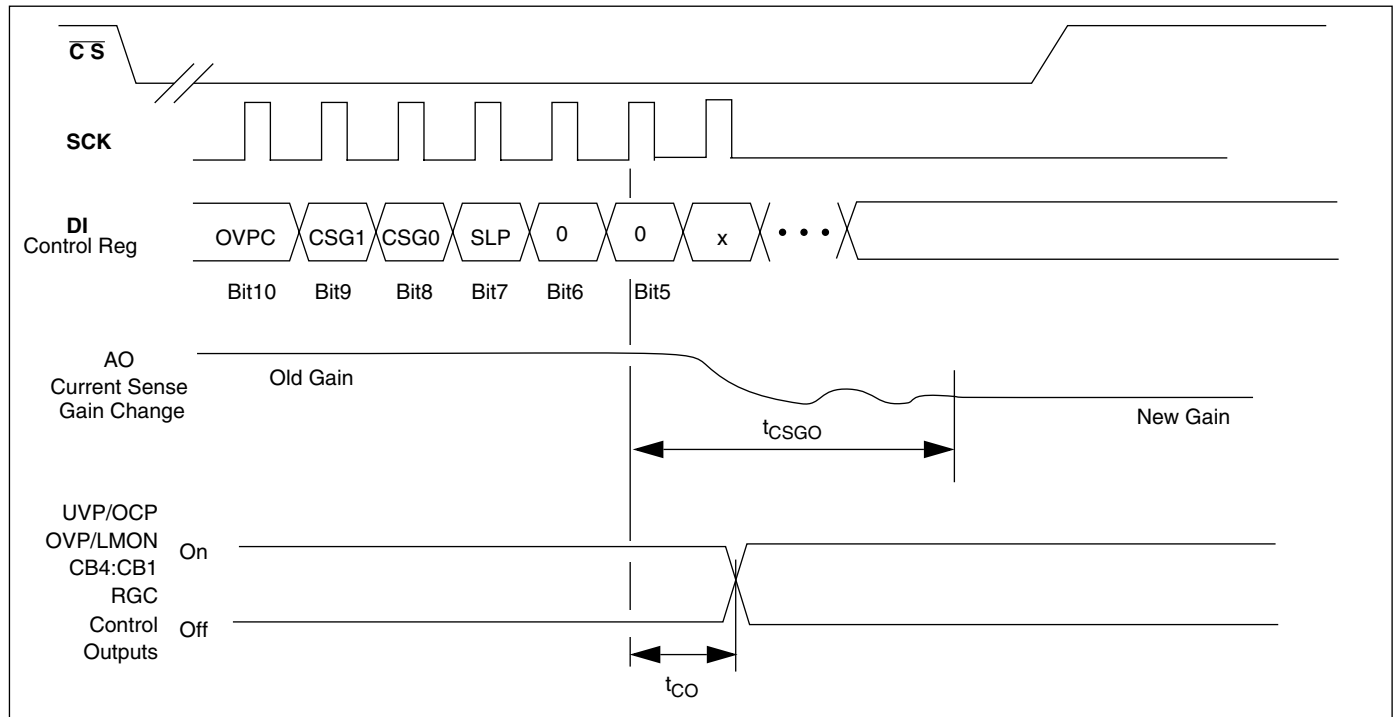 C S
SCK
DI
Control Reg
OVPC CSG1 CSG0 SLP 0 0 x • • •
Bit10 Bit9 Bit8 Bit7 Bit6 Bit5
AO
Current Sense
Gain Change
Old Gain
New Gain
tCSGO
UVP/OCP
OVP/LMON
CB4:CB1
RGC
Control
Outputs
On
Off
tCO